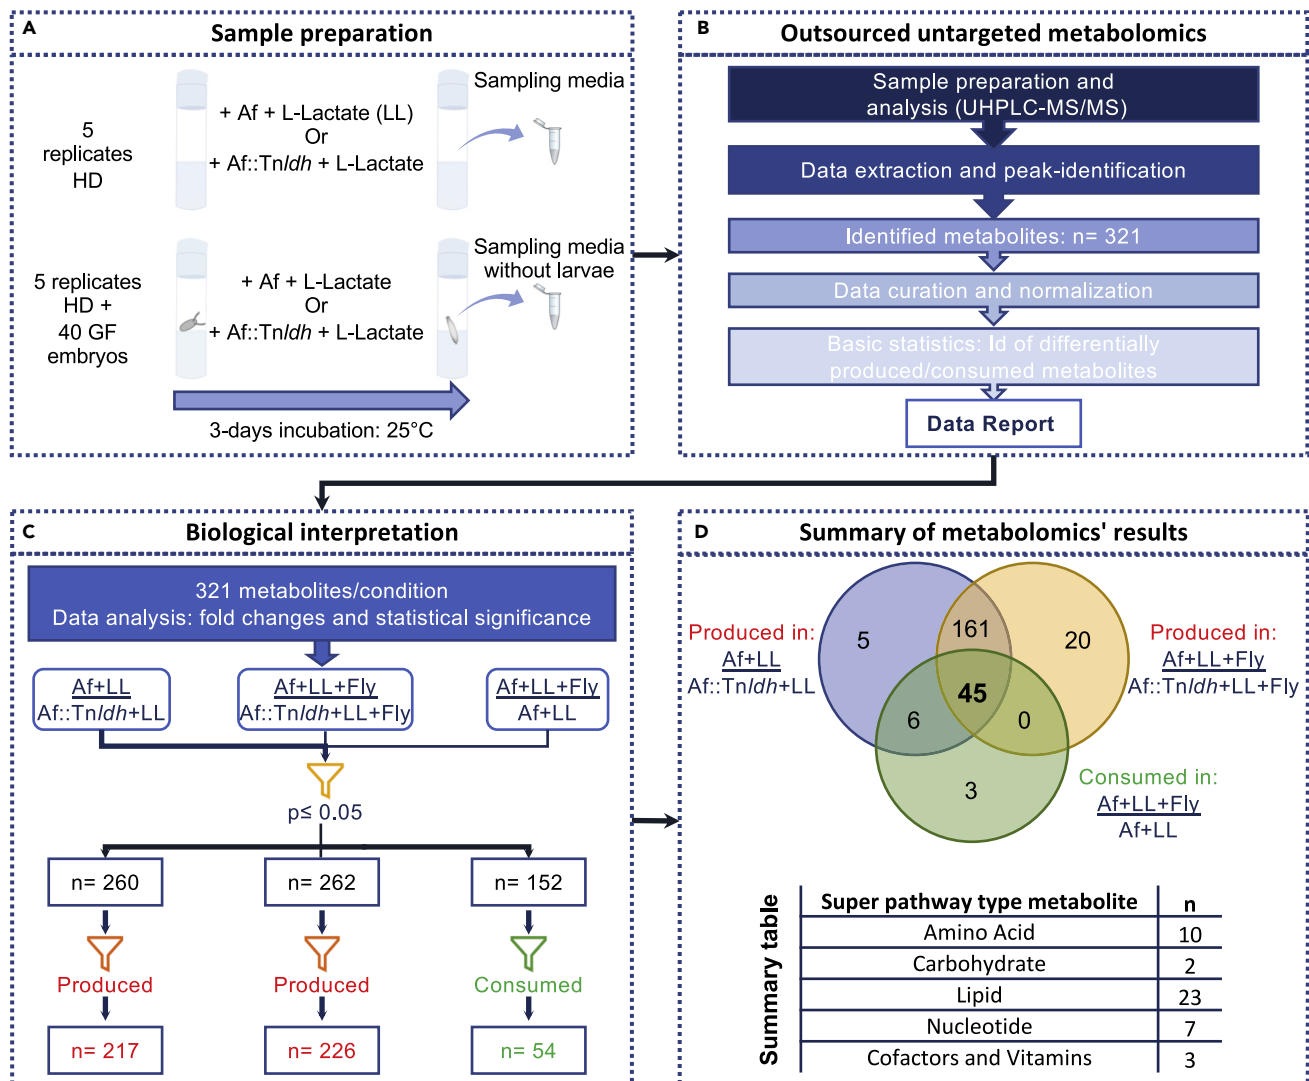 A
Sample preparation
5
replicates
HD
+ Af + L-Lactate (LL)
Or
+ Af::Tnldh + L-Lactate
Sampling media
5 replicates
HD +
40 GF
embryos
+ Af + L-Lactate
Or
+ Af::Tnldh + L-Lactate
Sampling media
without larvae
3-days incubation: 25°C
B
Outsourced untargeted metabolomics
Sample preparation and
analysis (UHPLC-MS/MS)
Data extraction and peak-identification
Identified metabolites: n= 321
Data curation and normalization
Basic statistics: Id of differentially
produced/consumed metabolites
Data Report
C
Biological interpretation
321 metabolites/condition
Data analysis: fold changes and statistical significance
Af+LL
Af::Tnldh+LL
Af+LL+Fly
Af::Tnldh+LL+Fly
Af+LL+Fly
Af+LL
p≤ 0.05
n= 260
n= 262
n= 152
Produced
Produced
Consumed
n= 217
n= 226
n= 54
D
Summary of metabolomics' results
Produced in:
Af+LL
Af::Tnldh+LL
5
161
20
45
6
0
3
Produced in:
Af+LL+Fly
Af::Tnldh+LL+Fly
Consumed in:
Af+LL+Fly
Af+LL
Summary table
Super pathway type metabolite n
Amino Acid 10
Carbohydrate 2
Lipid 23
Nucleotide 7
Cofactors and Vitamins 3